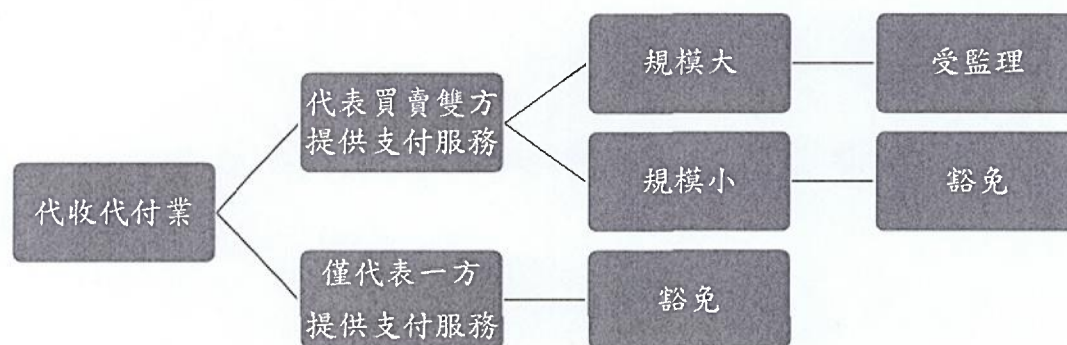 代收代付業
代表買賣雙方
提供支付服務
規模大
受監理
規模小
豁免
僅代表一方
提供支付服務
豁免